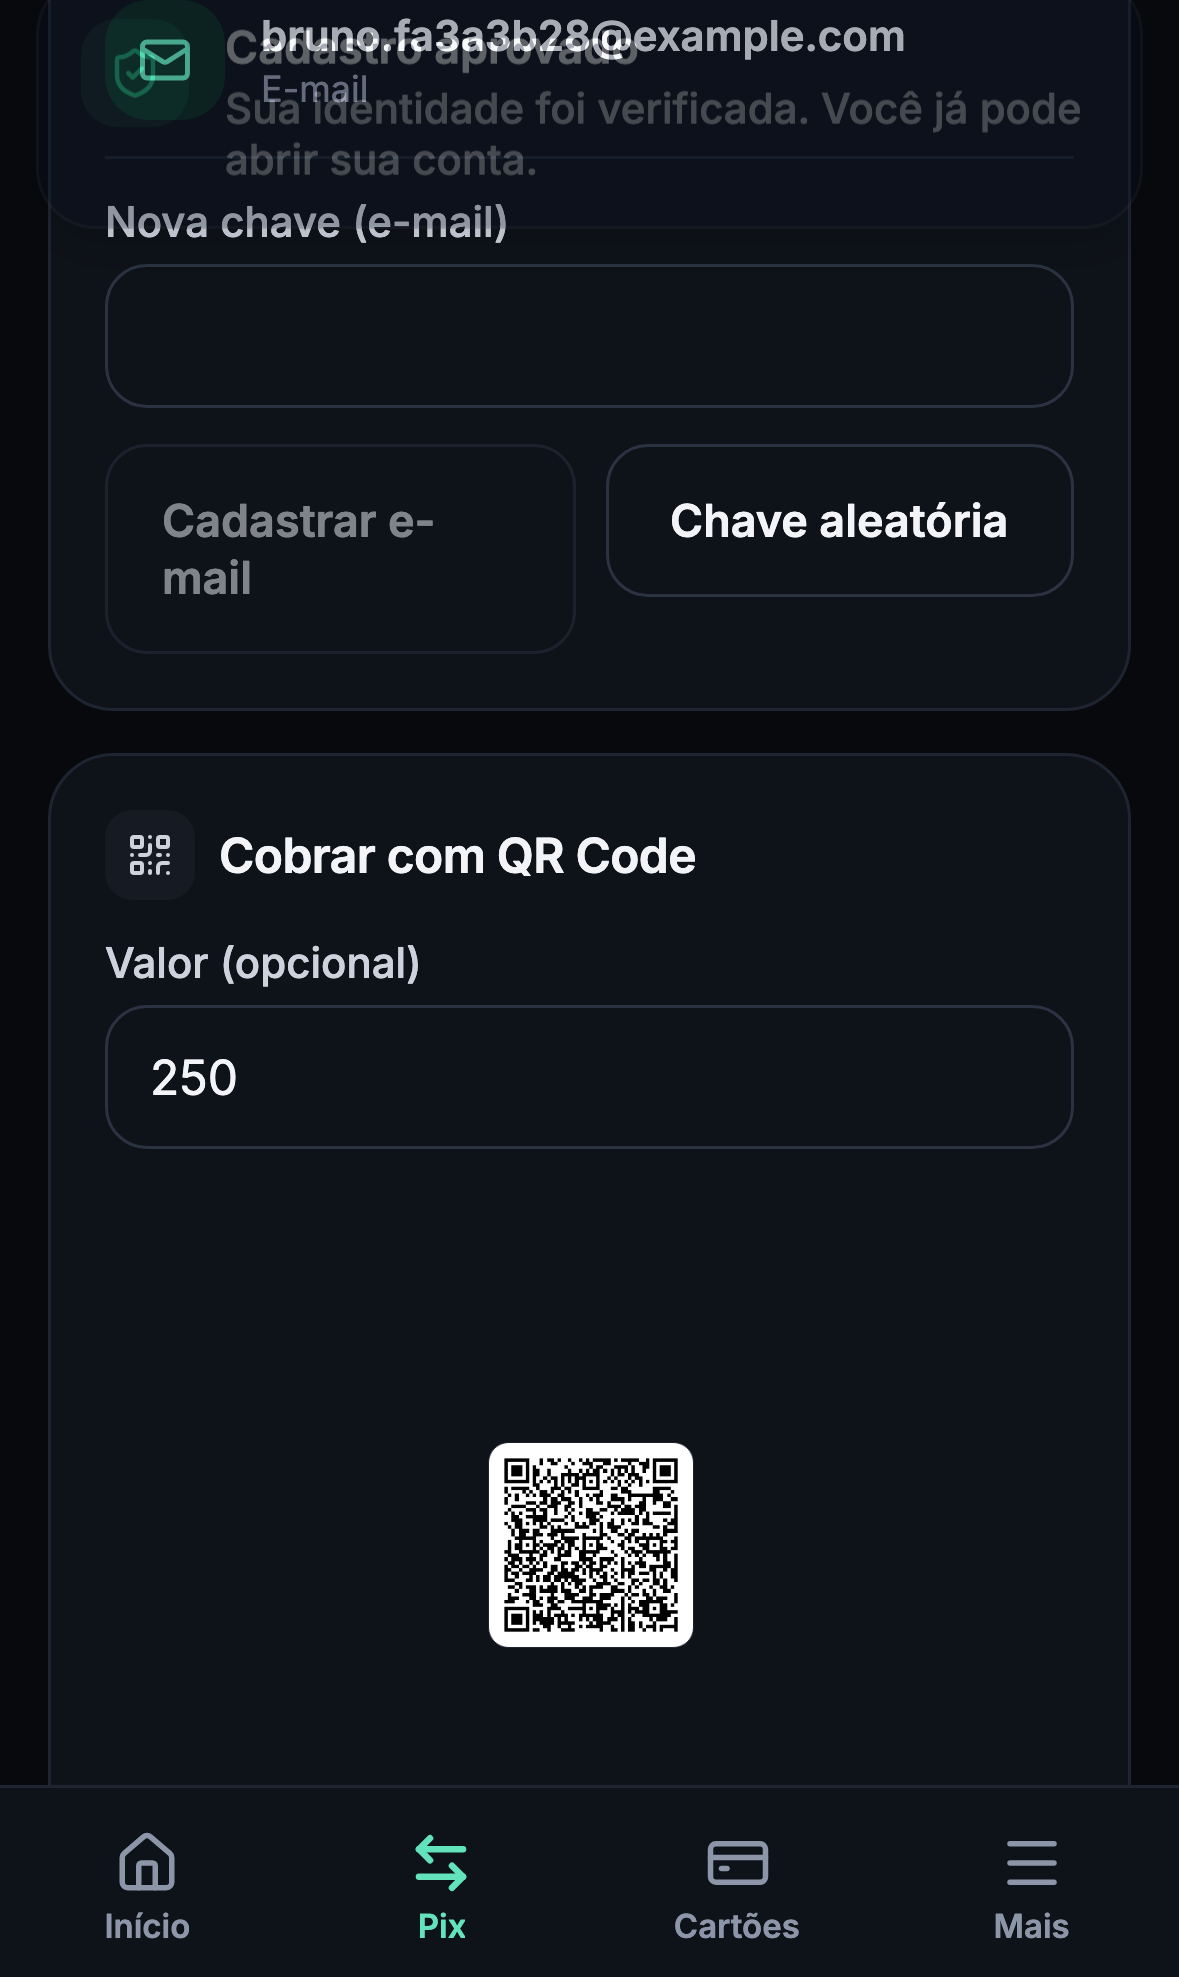 bruno.fa3a3b28@example.com
E-mail
Cadastro aprovado
Sua identidade foi verificada. Você já pode
abrir sua conta.
Nova chave (e-mail)
Cadastrar e-
mail
Chave aleatória
Cobrar com QR Code
Valor (opcional)
250
Início
Pix
Cartões
Mais